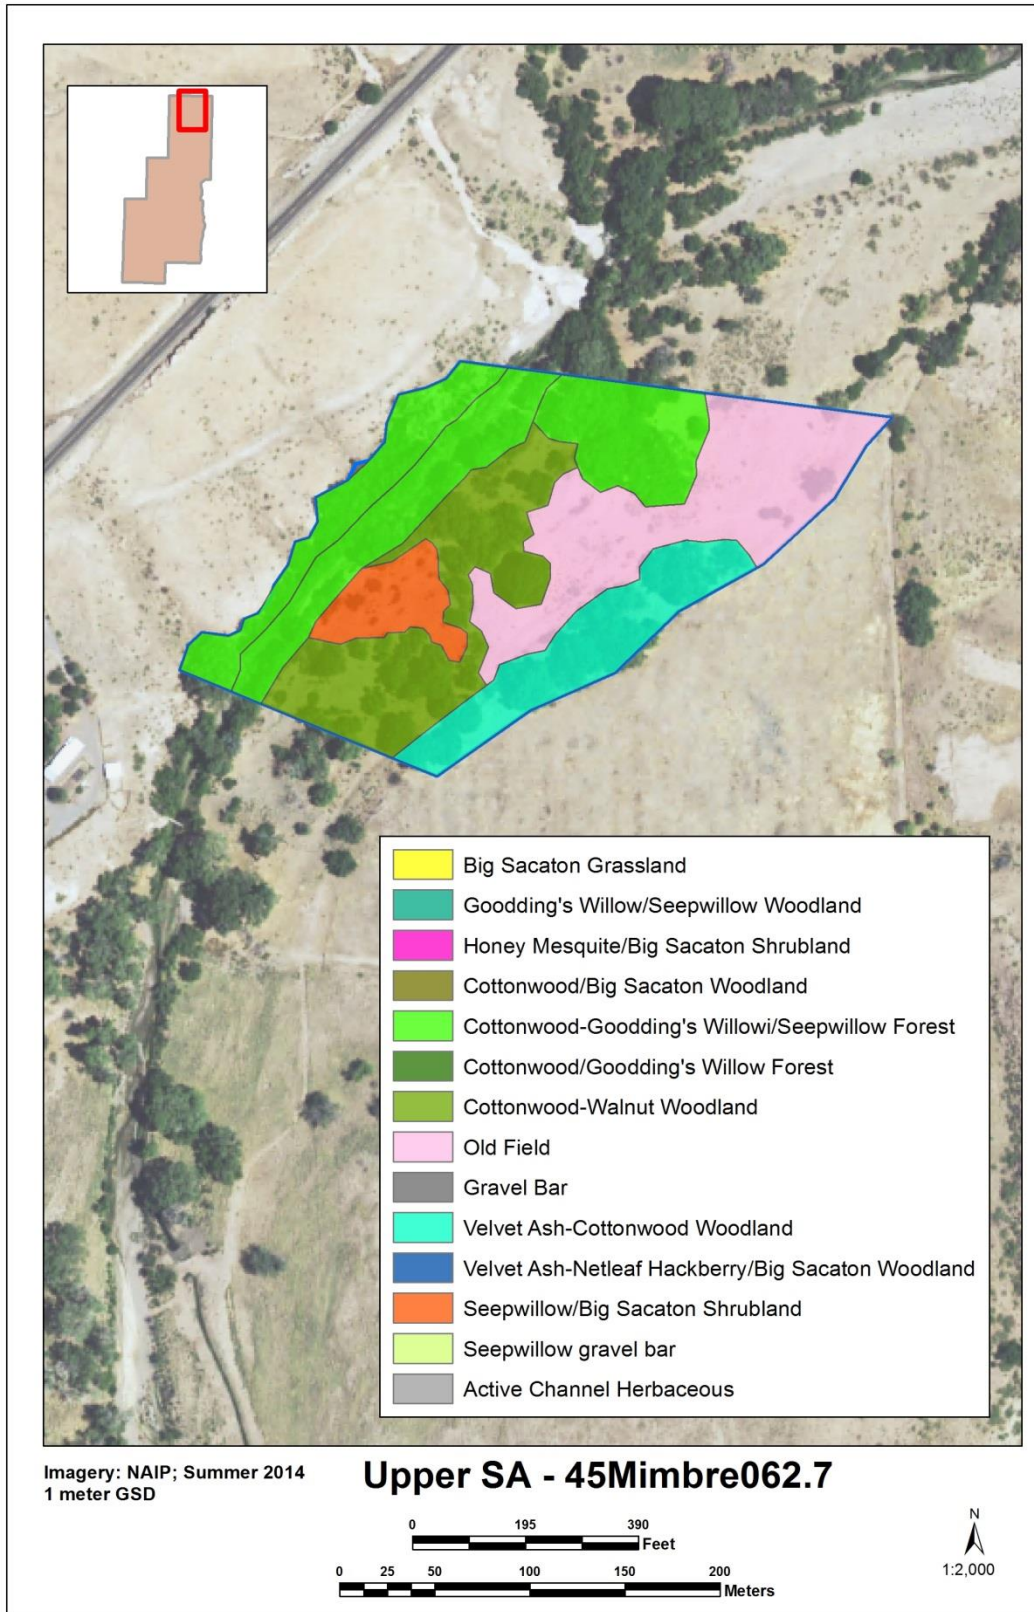 Big Sacaton Grassland
Goodding's Willow/Seepwillow Woodland
Honey Mesquite/Big Sacaton Shrubland
Cottonwood/Big Sacaton Woodland
Cottonwood-Goodding's Willowi/Seepwillow Forest
Cottonwood/Goodding's Willow Forest
Cottonwood-Walnut Woodland
Old Field
Gravel Bar
Velvet Ash-Cottonwood Woodland
Velvet Ash-Netleaf Hackberry/Big Sacaton Woodland
Seepwillow/Big Sacaton Shrubland
Seepwillow gravel bar
Active Channel Herbaceous
Imagery: NAIP; Summer 2014
1 meter GSD
Upper SA - 45Mimbre062.7
0 195 390
Feet
0 25 50 100 150 200
Meters
N
1:2,000